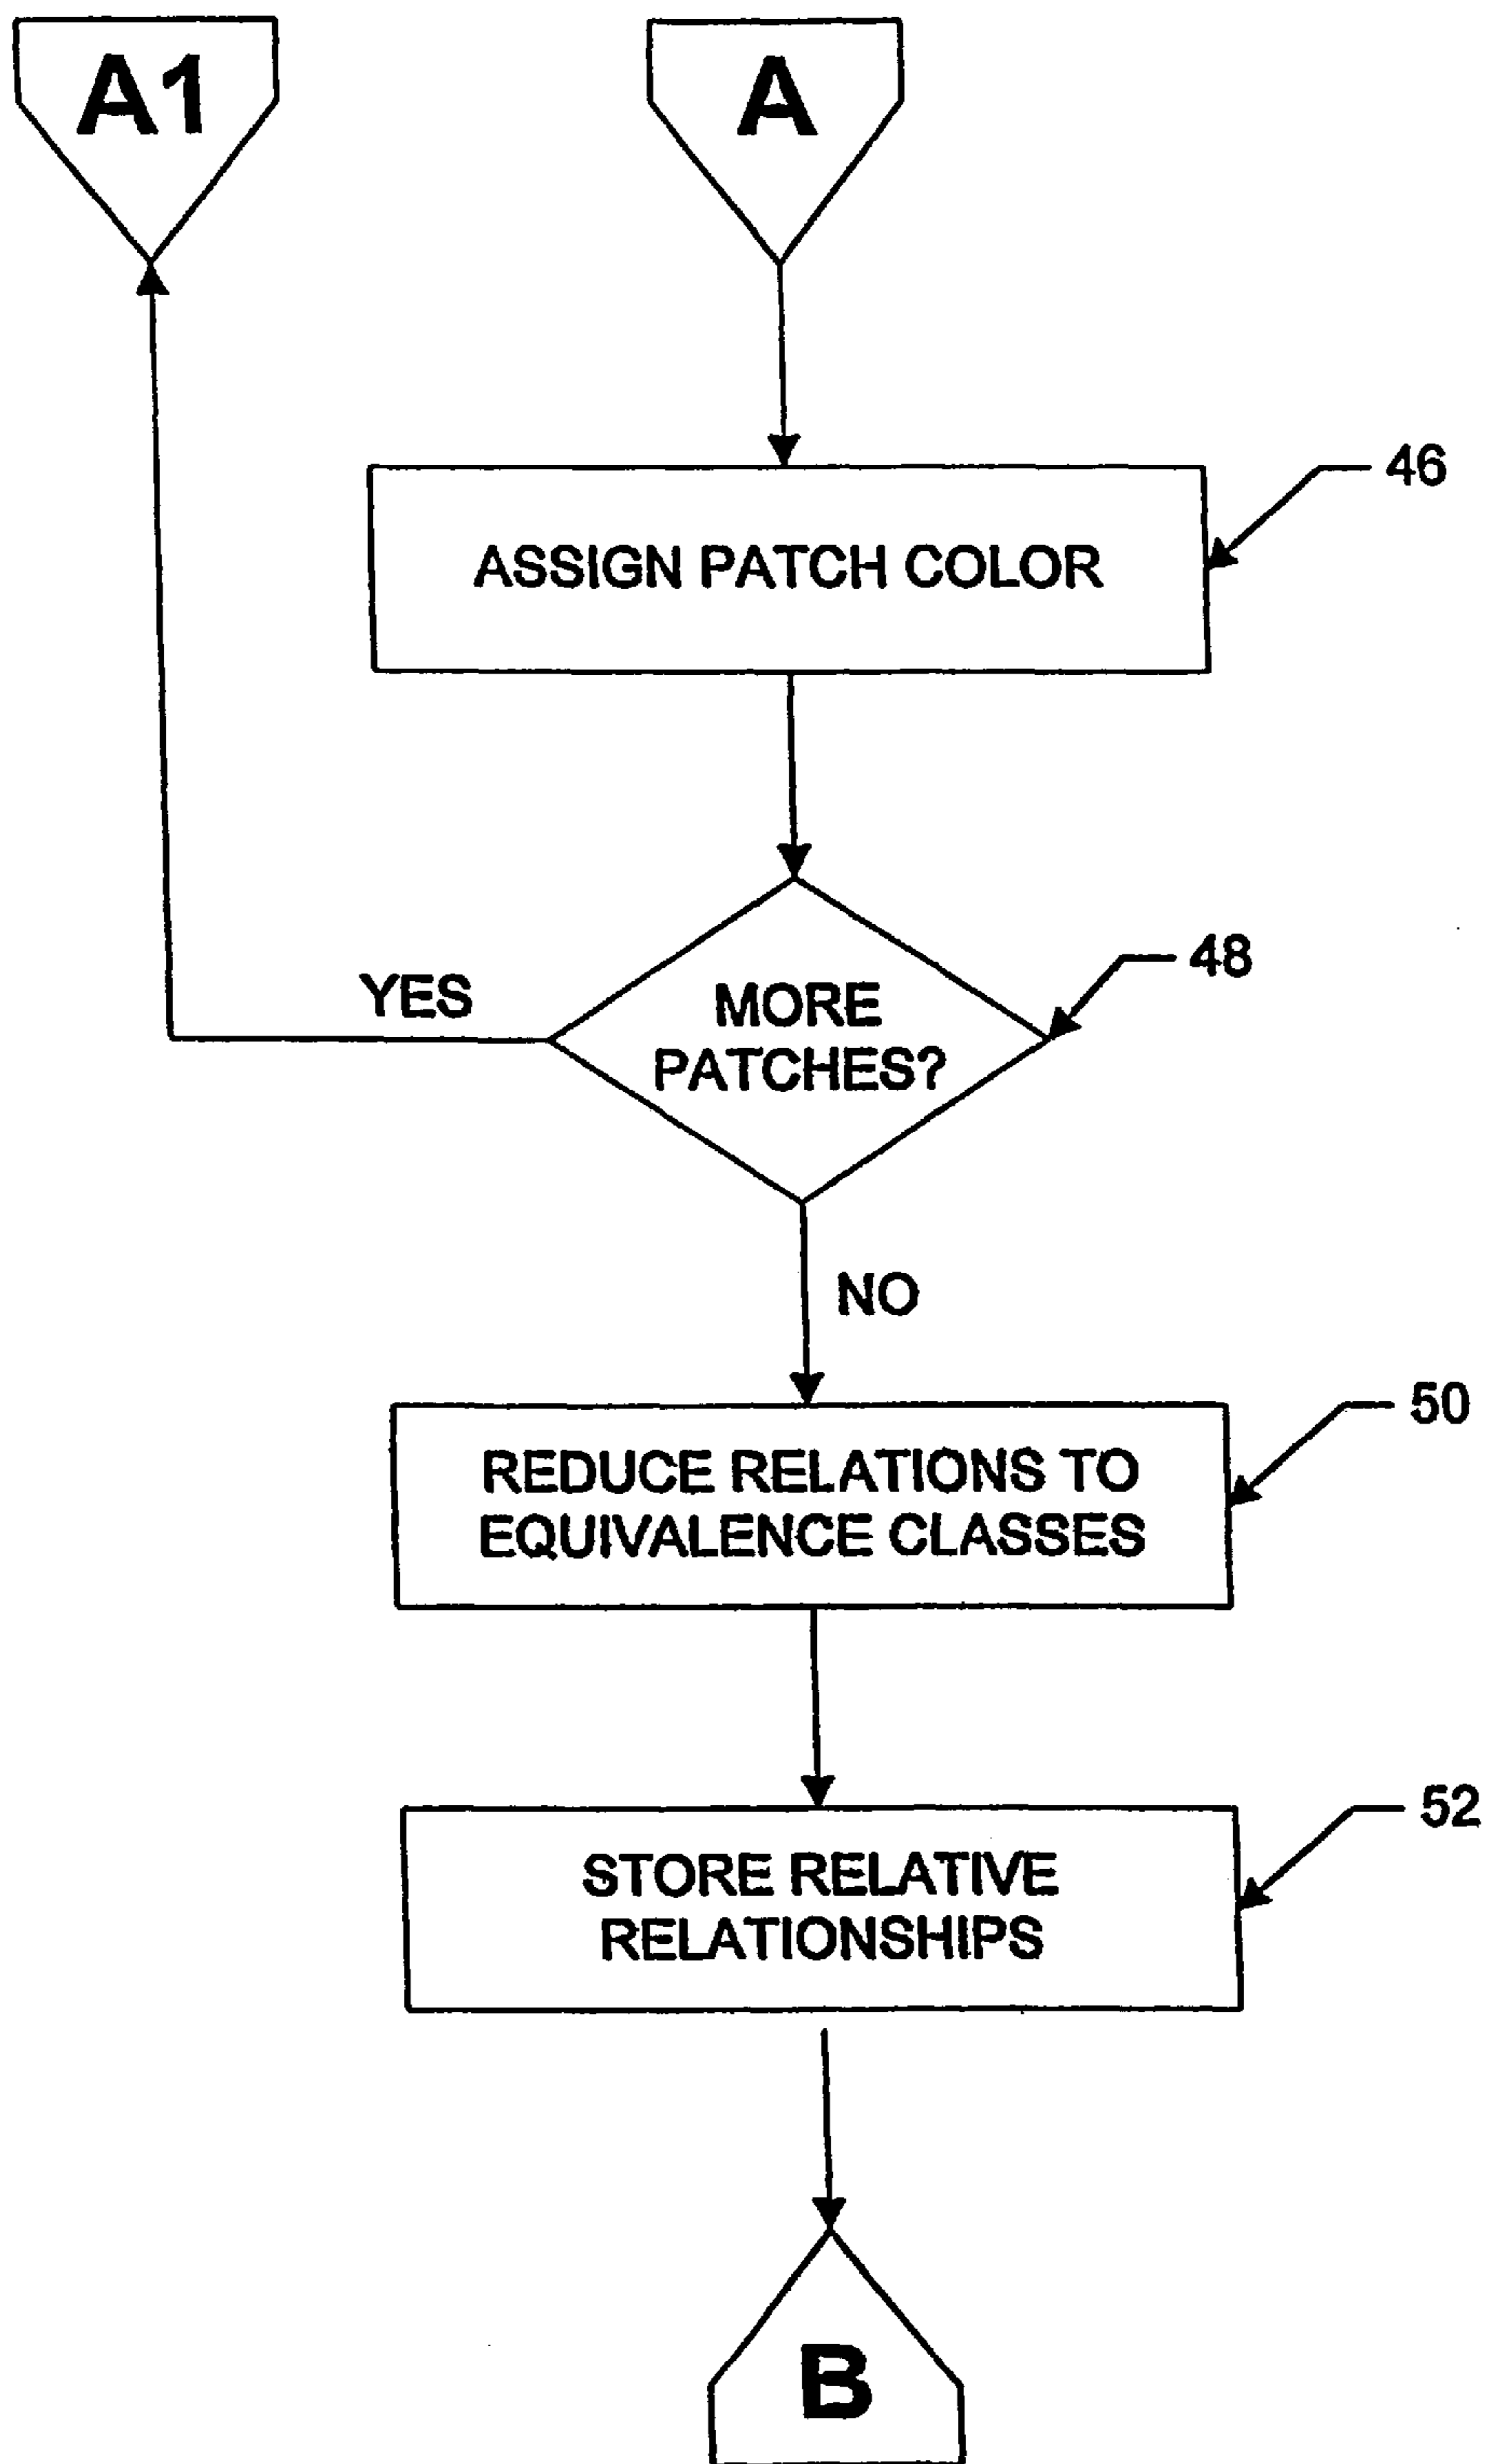 A1
A
46
ASSIGN PATCH COLOR
48
YES
MORE
PATCHES?
NO
50
REDUCE RELATIONS TO
EQUIVALENCE CLASSES
52
STORE RELATIVE
RELATIONSHIPS
B